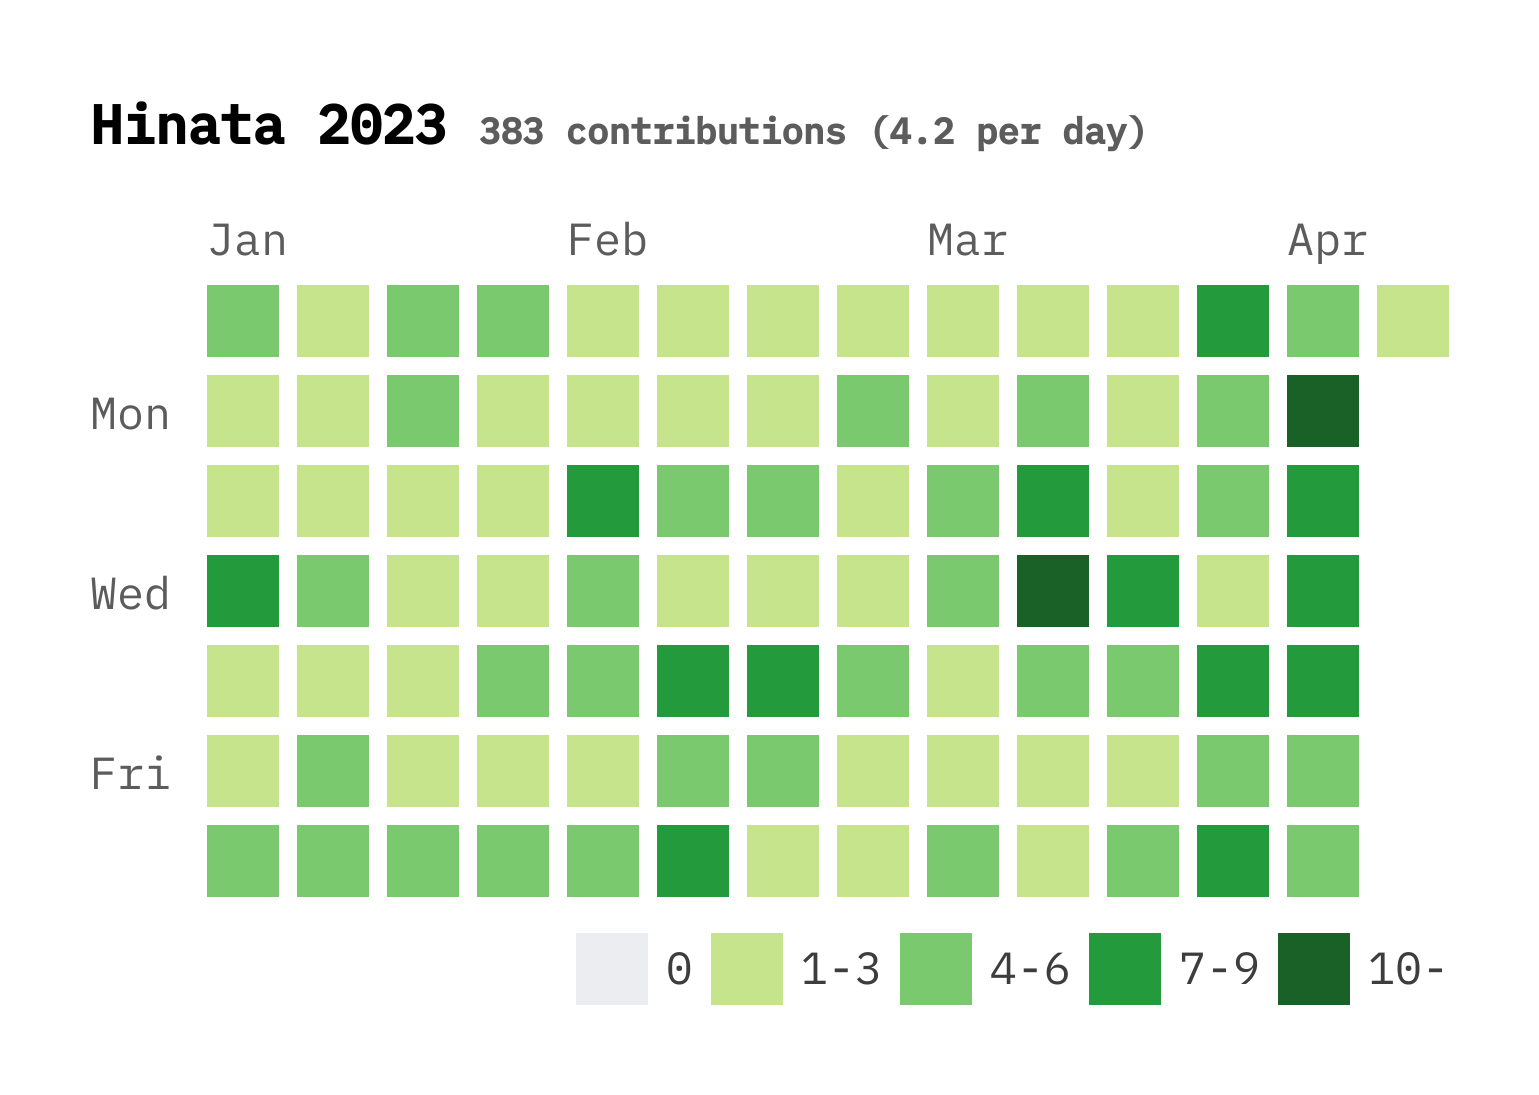 Hinata 2023 383 contributions (4.2 per day)
Jan Feb Mar Apr
Mon
Wed
Fri
0 1-3 4-6 7-9 10-